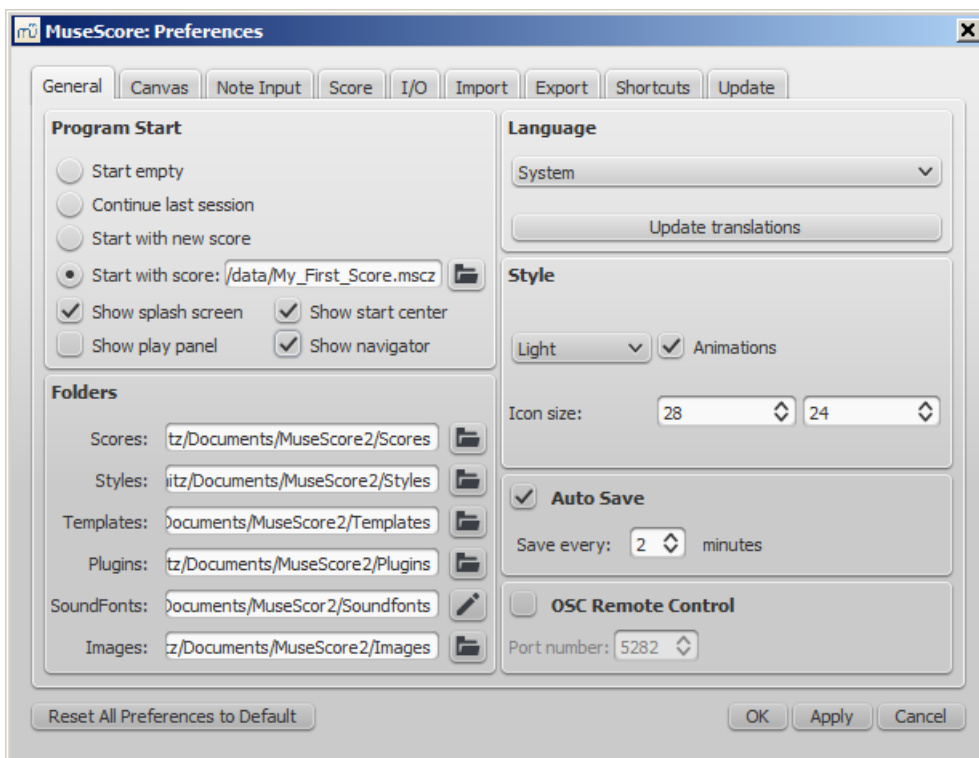 MuseScore: Preferences
General Canvas Note Input Score I/O Import Export Shortcuts Update
Program Start
Start empty
Continue last session
Start with new score
Start with score: /data/My_First_Score.mscz
Show splash screen Show start center
Show play panel Show navigator
Folders
Scores: tz/Documents/MuseScore2/Scores
Styles: itz/Documents/MuseScore2/Styles
Templates: Documents/MuseScore2/Templates
Plugins: tz/Documents/MuseScore2/Plugins
SoundFonts: Documents/MuseScor2/Soundfonts
Images: tz/Documents/MuseScore2/Images
Language
System
Update translations
Style
Light Animations
Icon size: 28 24
Auto Save
Save every: 2 minutes
OSC Remote Control
Port number: 5282
Reset All Preferences to Default OK Apply Cancel